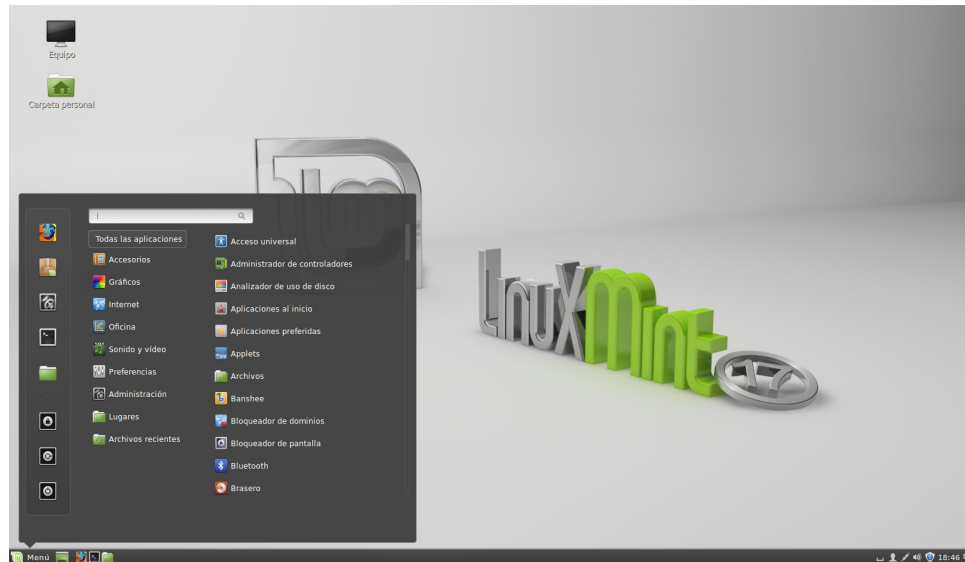 Equipo
Carpeta personal
Todas las aplicaciones
Accesorios
Gráficos
Internet
Oficina
Sonido y vídeo
Preferencias
Administración
Lugares
Archivos recientes
Acceso universal
Administrador de controladores
Analizador de uso de disco
Aplicaciones al inicio
Aplicaciones preferidas
Applets
Archivos
Banshee
Bloqueador de dominios
Bloqueador de pantalla
Bluetooth
Brasero
LinuxMint
17
Menú
18:46